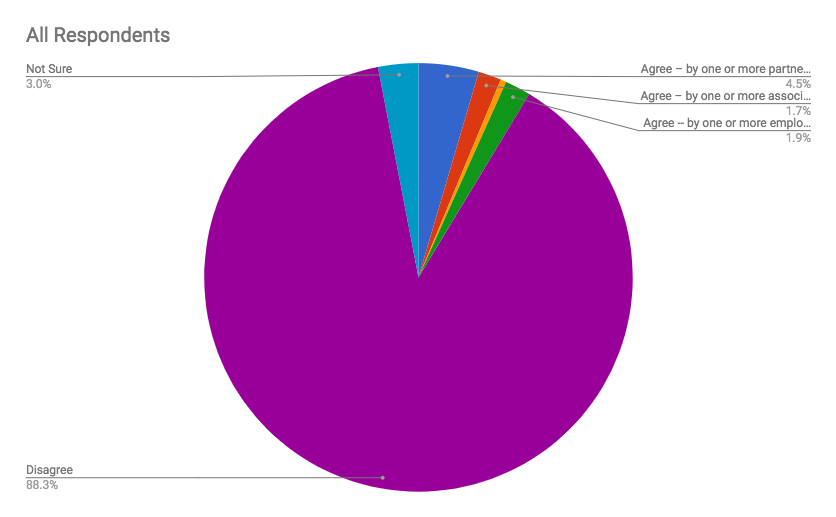 All Respondents
Not Sure
3.0%
Agree – by one or more partne...
4.5%
Agree – by one or more associ...
1.7%
Agree -- by one or more emplo...
1.9%
Disagree
88.3%